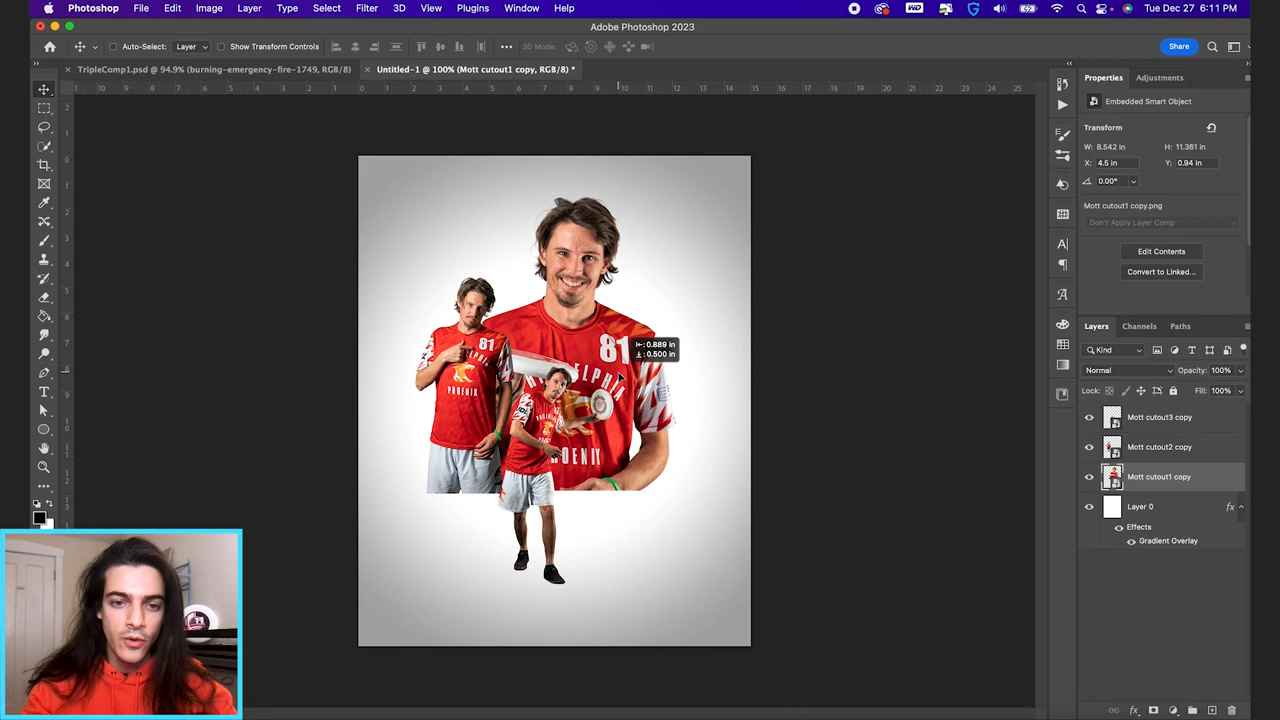 Photoshop File Edit Image Layer Type Select Filter 3D View Plugins Window Help
WD
Tue Dec 27 6:11 PM
Adobe Photoshop 2023
Auto-Select: Layer Show Transform Controls
3D Mode:
Share
TripleComp1.psd @ 94.9% (burning-emergency-fire-1749, RGB/8)
Untitled-1 @ 100% (Mott cutout1 copy, RGB/8) *
Properties Adjustments
Embedded Smart Object
Transform
W: 8.542 in H: 11.361 in
X: 4.5 in Y: 0.94 in
0.00°
Mott cutout1 copy.png
Don't Apply Layer Comp
Edit Contents
Convert to Linked...
Layers Channels Paths
Kind
Normal Opacity: 100%
Lock: Fill: 100%
Mott cutout3 copy
Mott cutout2 copy
Mott cutout1 copy
Layer 0 fx
Effects
Gradient Overlay
81
: 0.889 in
: 0.500 in
81
PHOENIX